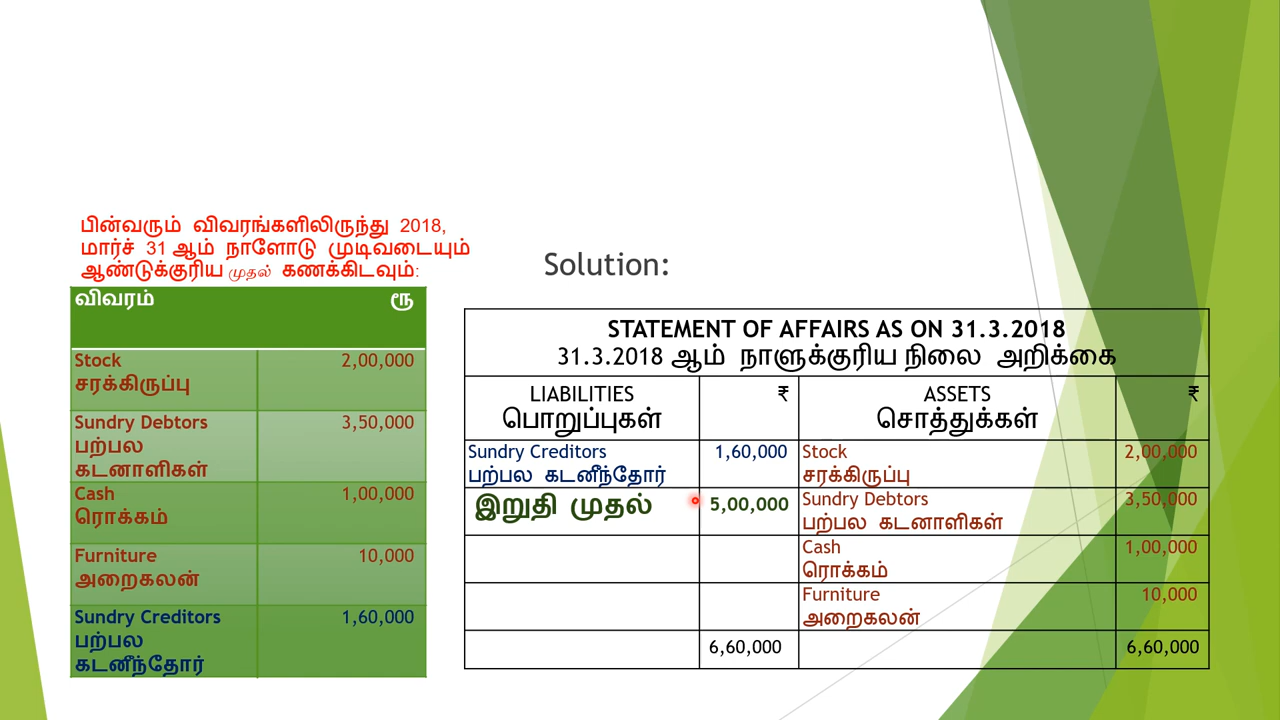 பின்வரும் விவரங்களிலிருந்து 2018,
மார்ச் 31 ஆம் நாளோடு முடிவடையும்
ஆண்டுக்குரிய முதல் கணக்கிடவும்:
விவரம் ரூ
Stock 2,00,000
சரக்கிருப்பு
Sundry Debtors 3,50,000
பற்பல
கடனாளிகள்
Cash 1,00,000
ரொக்கம்
Furniture 10,000
அறைகலன்
Sundry Creditors 1,60,000
பற்பல
கடனீந்தோர்
Solution:
STATEMENT OF AFFAIRS AS ON 31.3.2018
31.3.2018 ஆம் நாளுக்குரிய நிலை அறிக்கை
LIABILITIES ₹ ASSETS ₹
பொறுப்புகள் சொத்துக்கள்
Sundry Creditors 1,60,000 Stock 2,00,000
பற்பல கடனீந்தோர் சரக்கிருப்பு
இறுதி முதல் 5,00,000 Sundry Debtors 3,50,000
பற்பல கடனாளிகள்
Cash 1,00,000
ரொக்கம்
Furniture 10,000
அறைகலன்
6,60,000 6,60,000